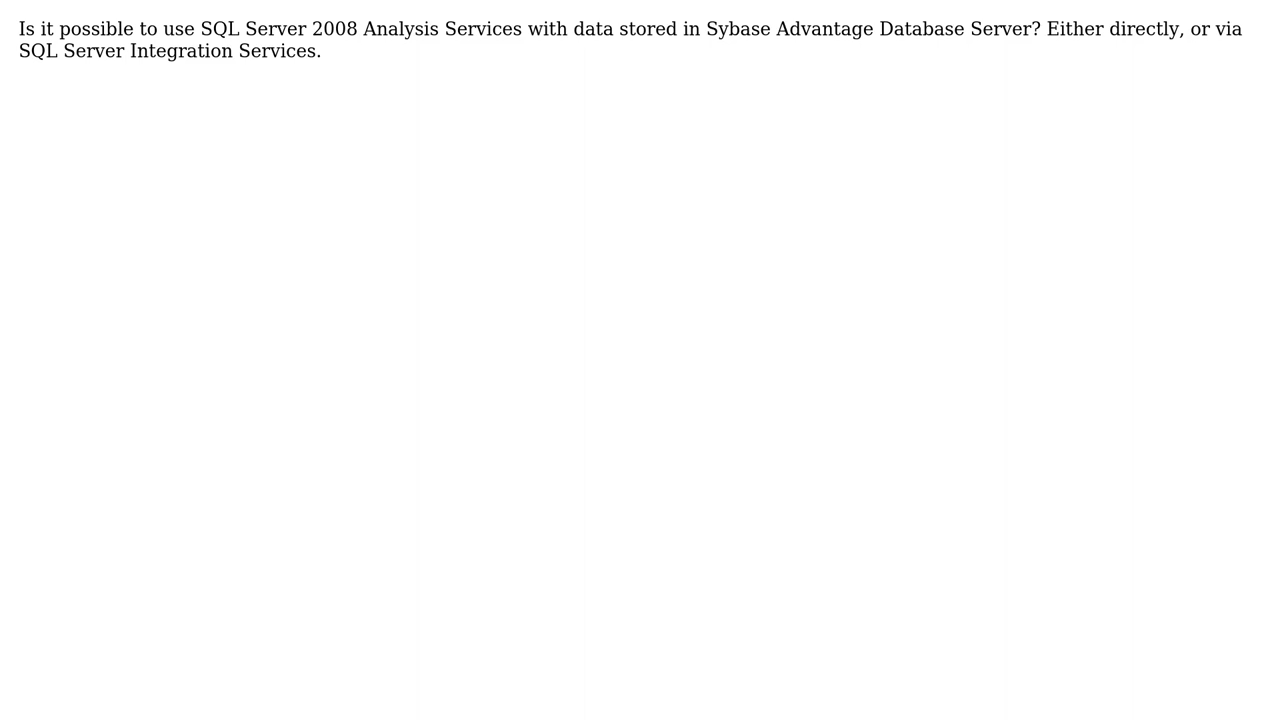 Is it possible to use SQL Server 2008 Analysis Services with data stored in Sybase Advantage Database Server? Either directly, or via
SQL Server Integration Services.